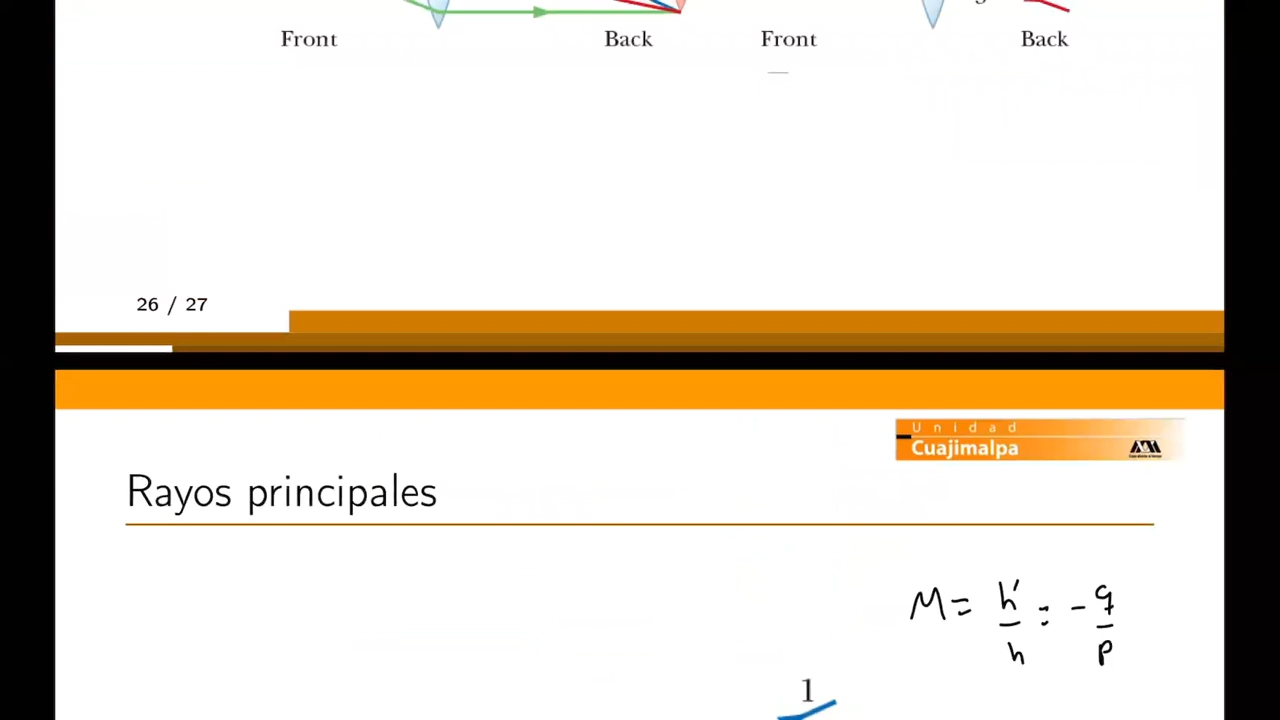 Front Back Front Back
26 / 27
Unidad
Cuajimalpa
Rayos principales
M = h'/h = - q/p
1